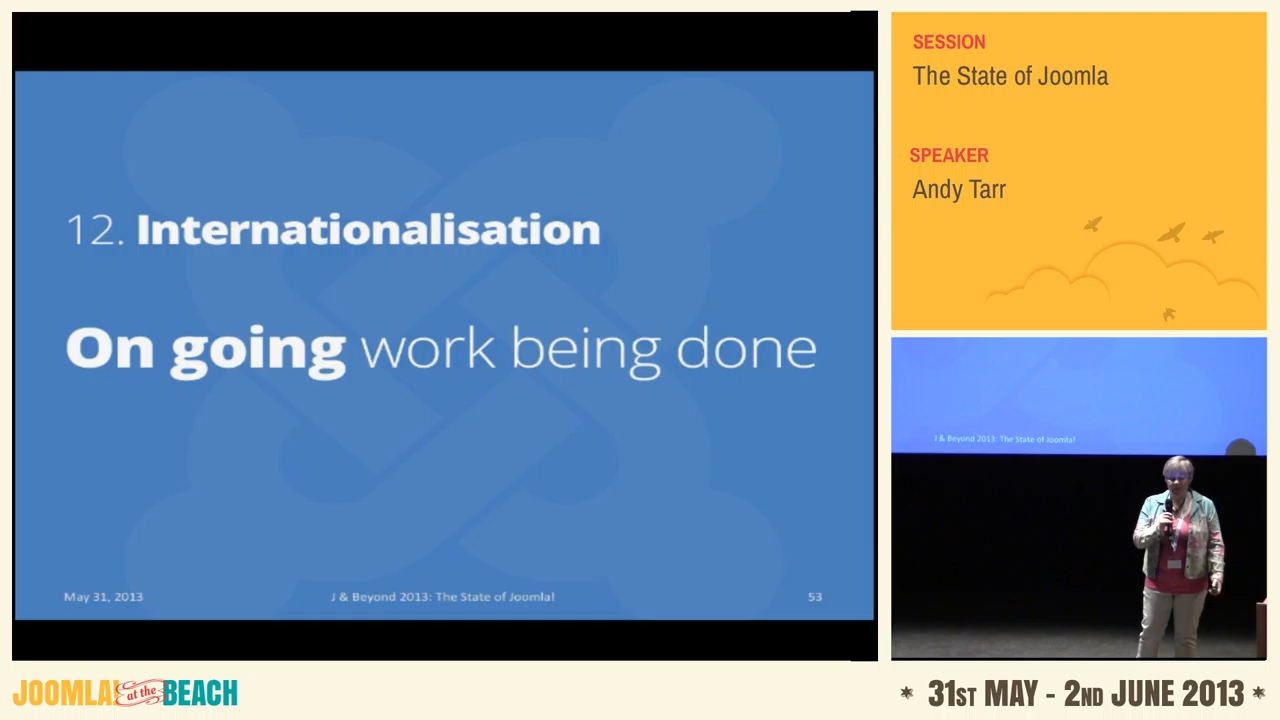 12. Internationalisation
On going work being done
May 31, 2013
J & Beyond 2013: The State of Joomla!
53
SESSION
The State of Joomla
SPEAKER
Andy Tarr
J & Beyond 2013: The State of Joomla!
JOOMLA! at the BEACH
* 31ST MAY - 2ND JUNE 2013 *